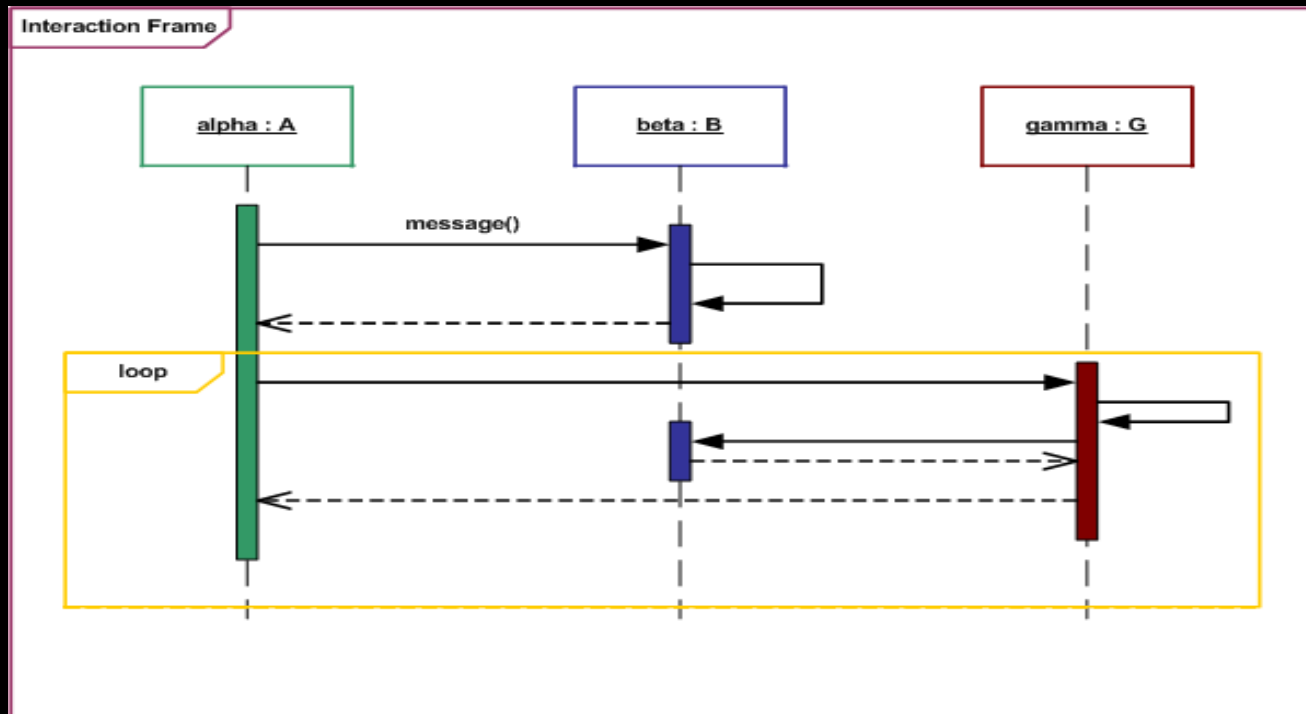 Interaction Frame
alpha : A
beta : B
gamma : G
message()
loop